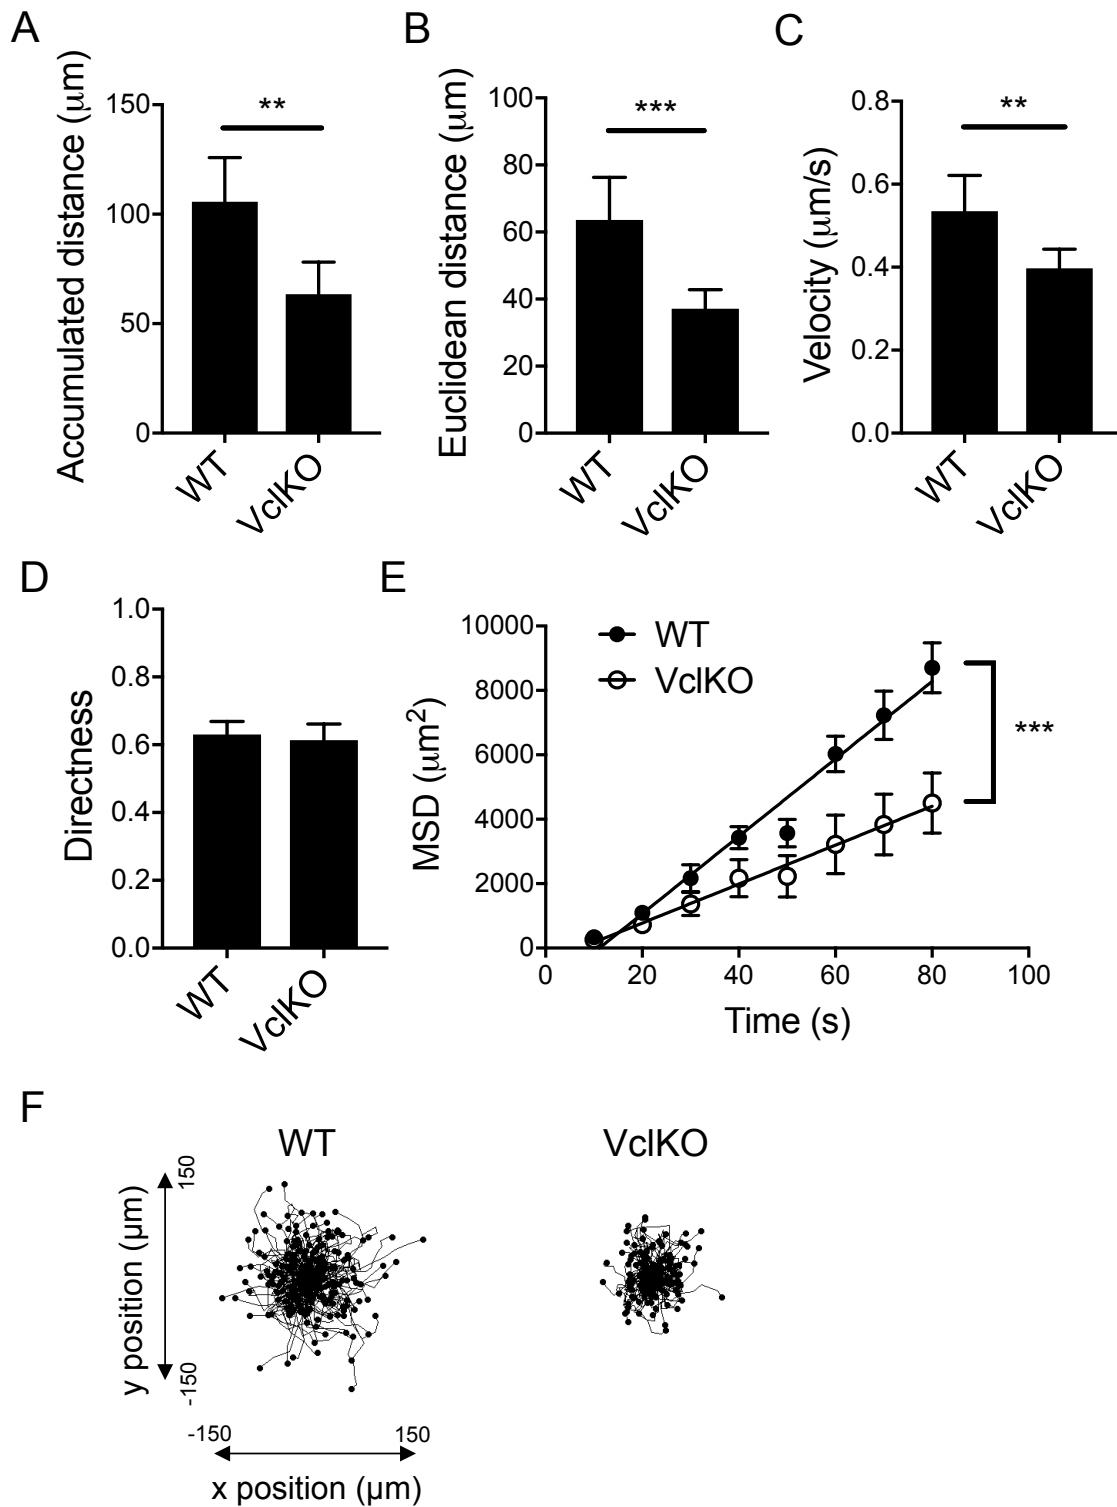 A
Accumulated distance (μm)
150
100
50
0
**
WT
VclKO
B
Euclidean distance (μm)
100
80
60
40
20
0
***
WT
VclKO
C
Velocity (μm/s)
0.8
0.6
0.4
0.2
0.0
**
WT
VclKO
D
Directness
1.0
0.8
0.6
0.4
0.2
0.0
WT
VclKO
E
MSD (μm²)
10000
8000
6000
4000
2000
0
WT
VclKO
***
0 20 40 60 80 100
Time (s)
F
WT
VclKO
y position (μm)
150
-150
-150 150
x position (μm)